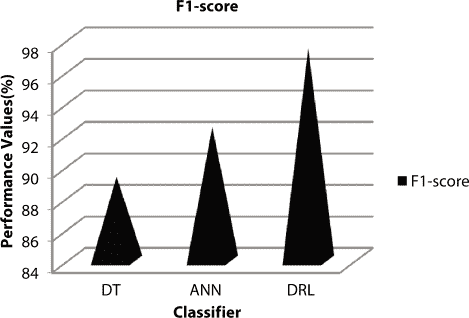 F1-score
Performance Values(%)
98
96
94
92
90
88
86
84
DT ANN DRL
Classifier
F1-score